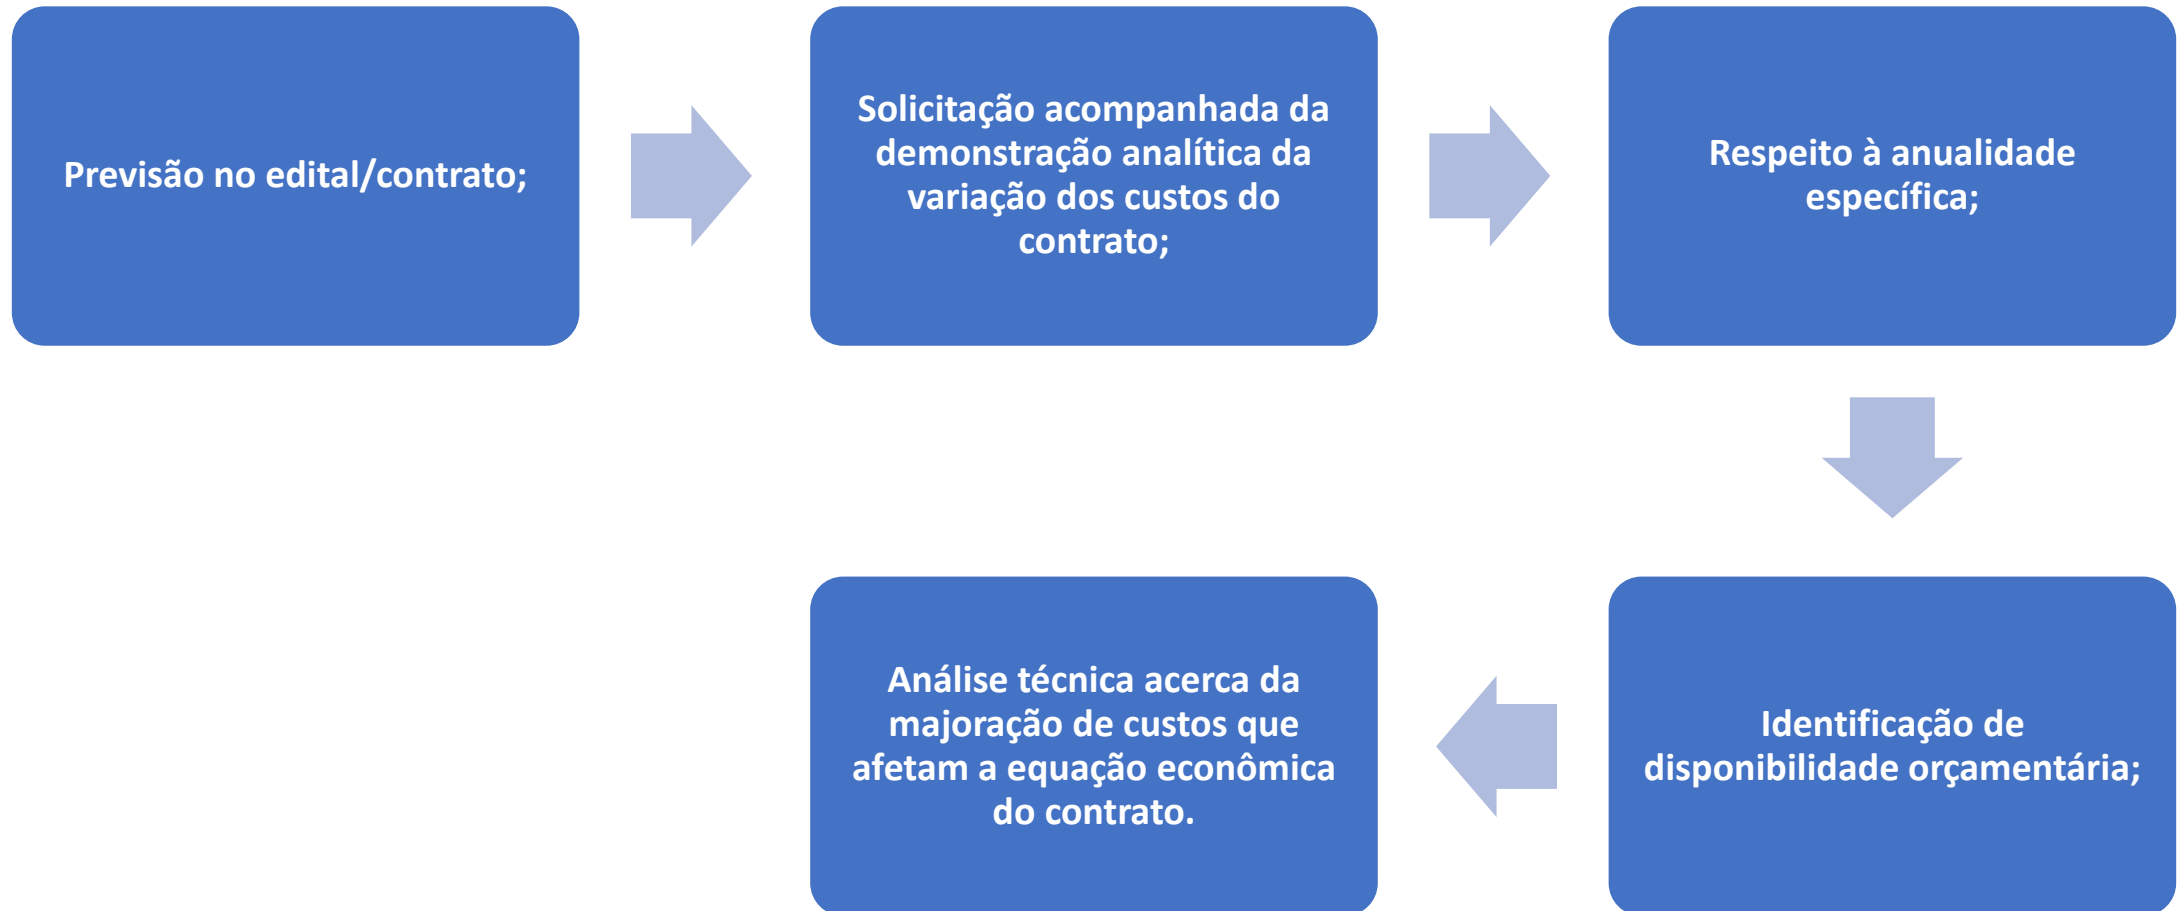 Previsão no edital/contrato;
Solicitação acompanhada da
demonstração analítica da
variação dos custos do
contrato;
Respeito à anualidade
específica;
Identificação de
disponibilidade orçamentária;
Análise técnica acerca da
majoração de custos que
afetam a equação econômica
do contrato.